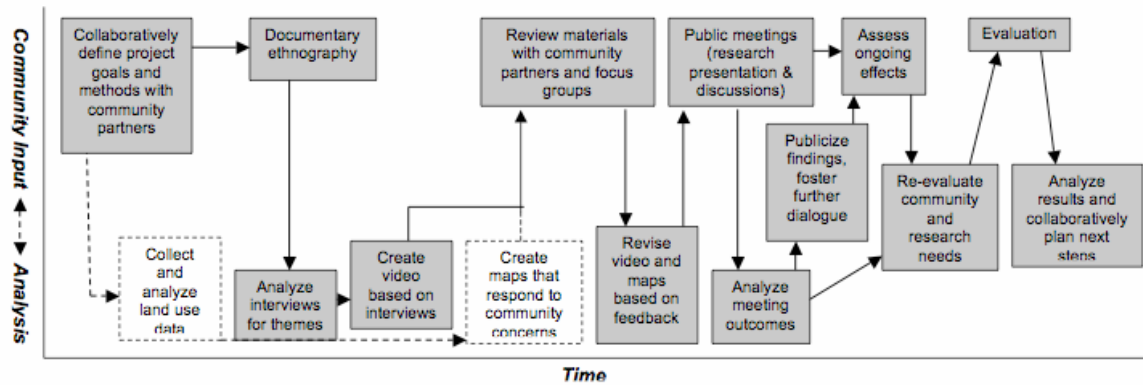 Community Input
Analysis
Collaboratively
define project
goals and
methods with
community
partners
Documentary
ethnography
Review materials
with community
partners and focus
groups
Public meetings
(research
presentation &
discussions)
Assess
ongoing
effects
Evaluation
Publicize
findings,
foster
further
dialogue
Re-evaluate
community
and
research
needs
Analyze
results and
collaboratively
plan next
steps
Collect
and
analyze
land use
data
Analyze
interviews
for themes
Create
video
based on
interviews
Create
maps that
respond to
community
concerns
Revise
video and
maps
based on
feedback
Analyze
meeting
outcomes
Time